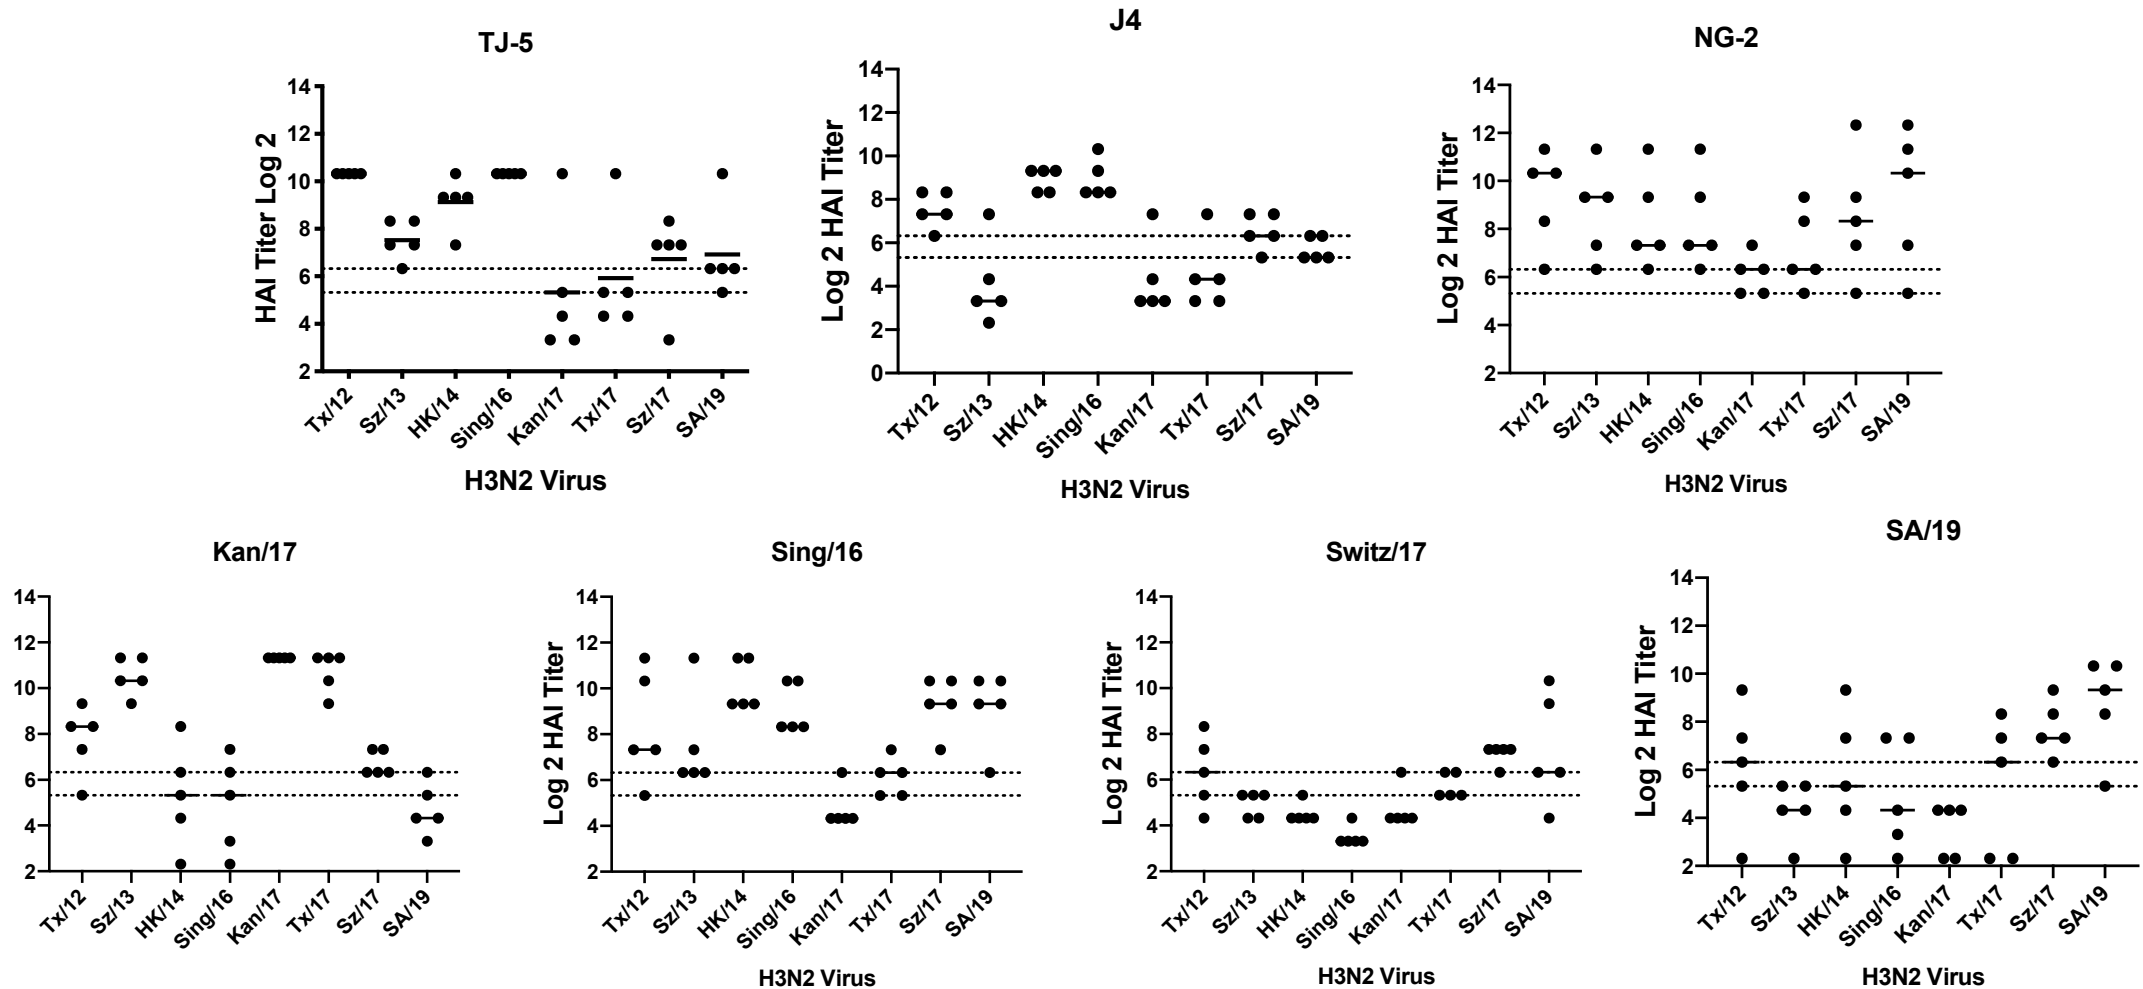 TJ-5
HAI Titer Log 2
14
12
10
8
6
4
2
Tx/12
Sz/13
HK/14
Sing/16
Kan/17
Tx/17
Sz/17
SA/19
H3N2 Virus
J4
Log 2 HAI Titer
14
12
10
8
6
4
2
0
Tx/12
Sz/13
HK/14
Sing/16
Kan/17
Tx/17
Sz/17
SA/19
H3N2 Virus
NG-2
Log 2 HAI Titer
14
12
10
8
6
4
2
Tx/12
Sz/13
HK/14
Sing/16
Kan/17
Tx/17
Sz/17
SA/19
H3N2 Virus
Kan/17
14
12
10
8
6
4
2
Tx/12
Sz/13
HK/14
Sing/16
Kan/17
Tx/17
Sz/17
SA/19
Sing/16
Log 2 HAI Titer
14
12
10
8
6
4
2
Tx/12
Sz/13
HK/14
Sing/16
Kan/17
Tx/17
Sz/17
SA/19
H3N2 Virus
Switz/17
Log 2 HAI Titer
14
12
10
8
6
4
2
Tx/12
Sz/13
HK/14
Sing/16
Kan/17
Tx/17
Sz/17
SA/19
H3N2 Virus
SA/19
Log 2 HAI Titer
14
12
10
8
6
4
2
Tx/12
Sz/13
HK/14
Sing/16
Kan/17
Tx/17
Sz/17
SA/19
H3N2 Virus